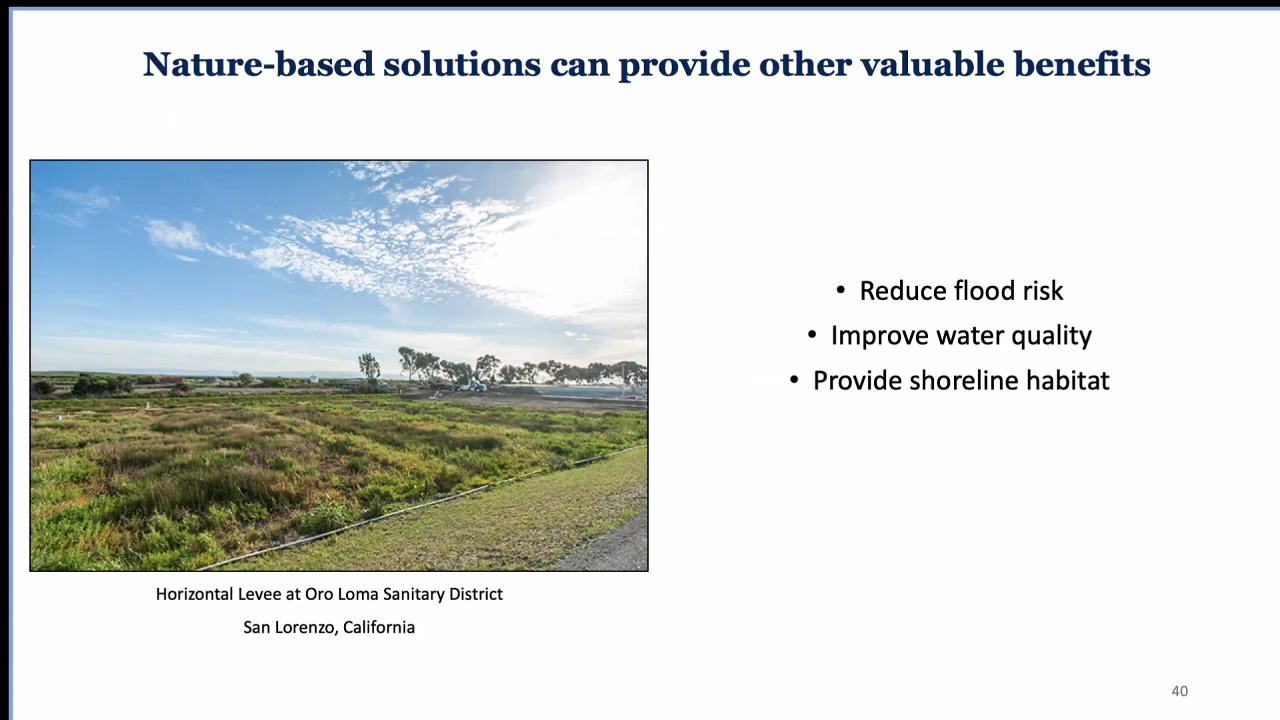 Nature-based solutions can provide other valuable benefits
• Reduce flood risk
• Improve water quality
• Provide shoreline habitat
Horizontal Levee at Oro Loma Sanitary District
San Lorenzo, California
40